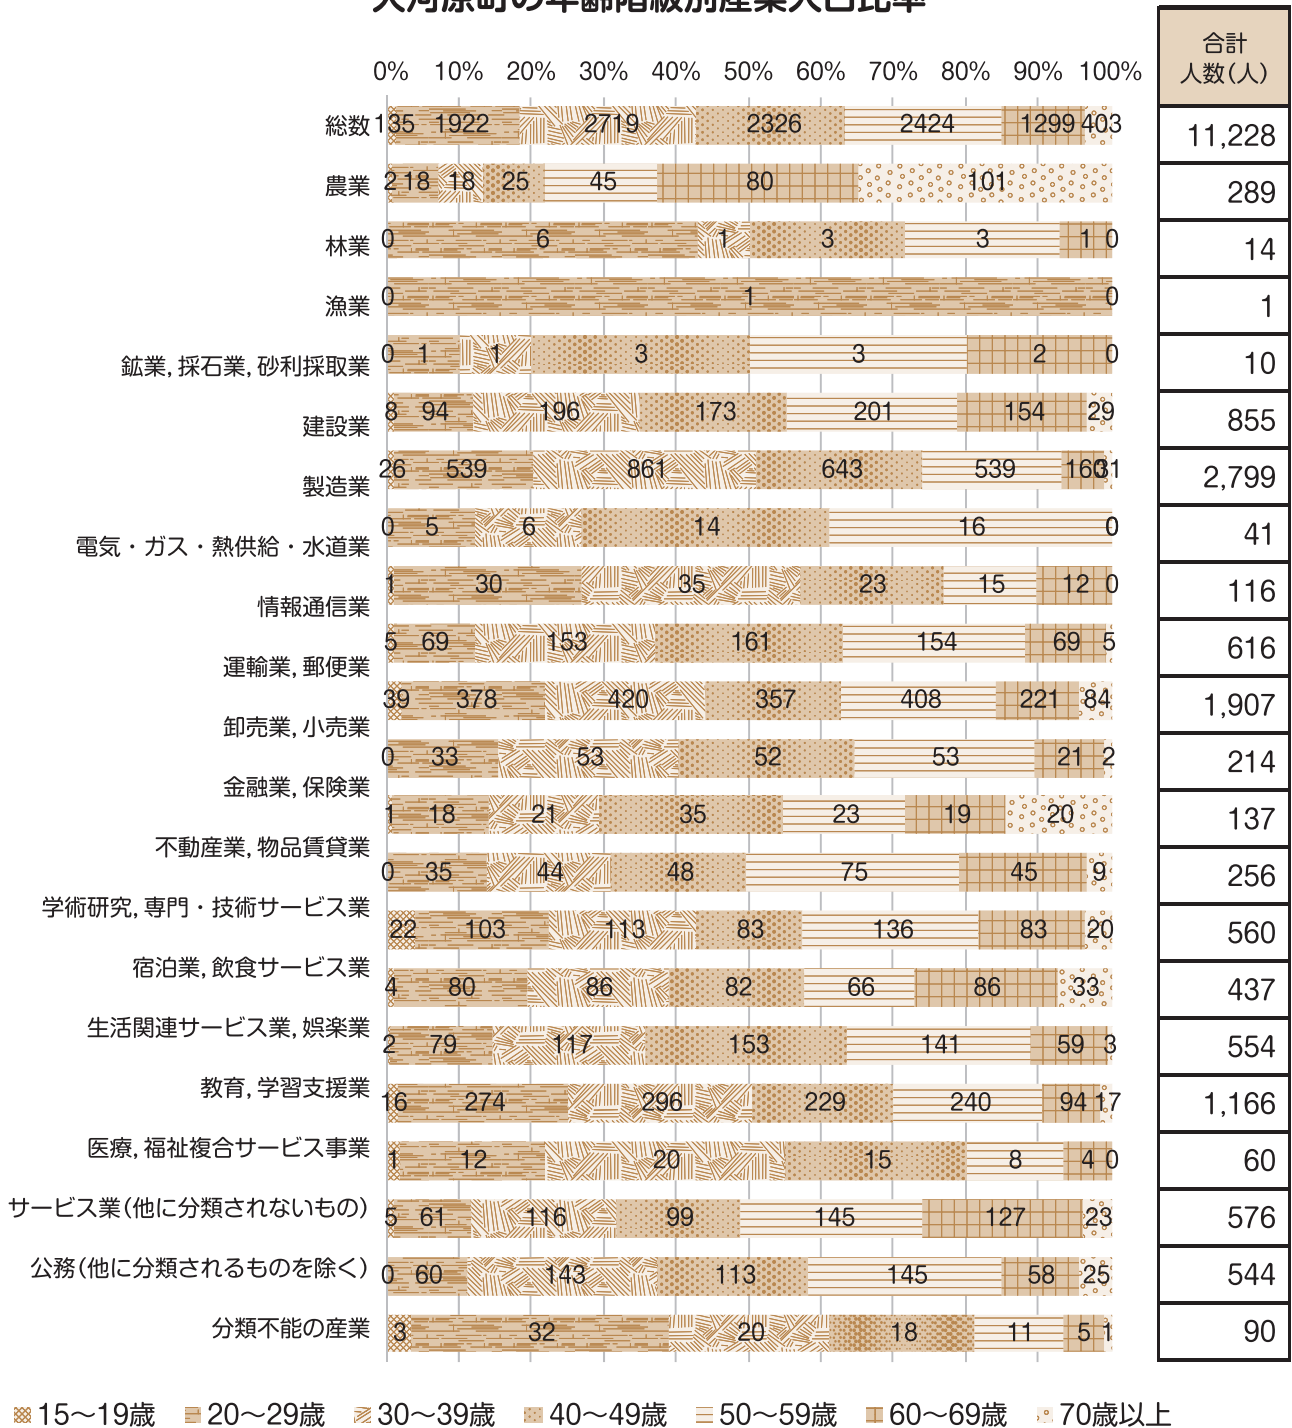 大河原町の年齢階級別産業人口比率
合計
人数(人)
0% 10% 20% 30% 40% 50% 60% 70% 80% 90% 100%
総数 135 1922 2719 2326 2424 1299 403 11,228
農業 2 18 18 25 45 80 101 289
林業 0 6 1 3 3 1 0 14
漁業 0 1 0 1
鉱業, 採石業, 砂利採取業 0 1 1 3 3 2 0 10
建設業 8 94 196 173 201 154 29 855
製造業 26 539 861 643 539 160 31 2,799
電気・ガス・熱供給・水道業 0 5 6 14 16 0 41
情報通信業 1 30 35 23 15 12 0 116
運輸業, 郵便業 5 69 153 161 154 69 5 616
卸売業, 小売業 39 378 420 357 408 221 84 1,907
金融業, 保険業 0 33 53 52 53 21 2 214
不動産業, 物品賃貸業 1 18 21 35 23 19 20 137
学術研究, 専門・技術サービス業 0 35 44 48 75 45 9 256
宿泊業, 飲食サービス業 22 103 113 83 136 83 20 560
生活関連サービス業, 娯楽業 4 80 86 82 66 86 33 437
教育, 学習支援業 2 79 117 153 141 59 3 554
医療, 福祉複合サービス事業 16 274 296 229 240 94 17 1,166
サービス業(他に分類されないもの) 1 12 20 15 8 4 0 60
公務(他に分類されるものを除く) 5 61 116 99 145 127 23 576
分類不能の産業 0 60 143 113 145 58 25 544
3 32 20 18 11 5 1 90
15〜19歳 20〜29歳 30〜39歳 40〜49歳 50〜59歳 60〜69歳 70歳以上